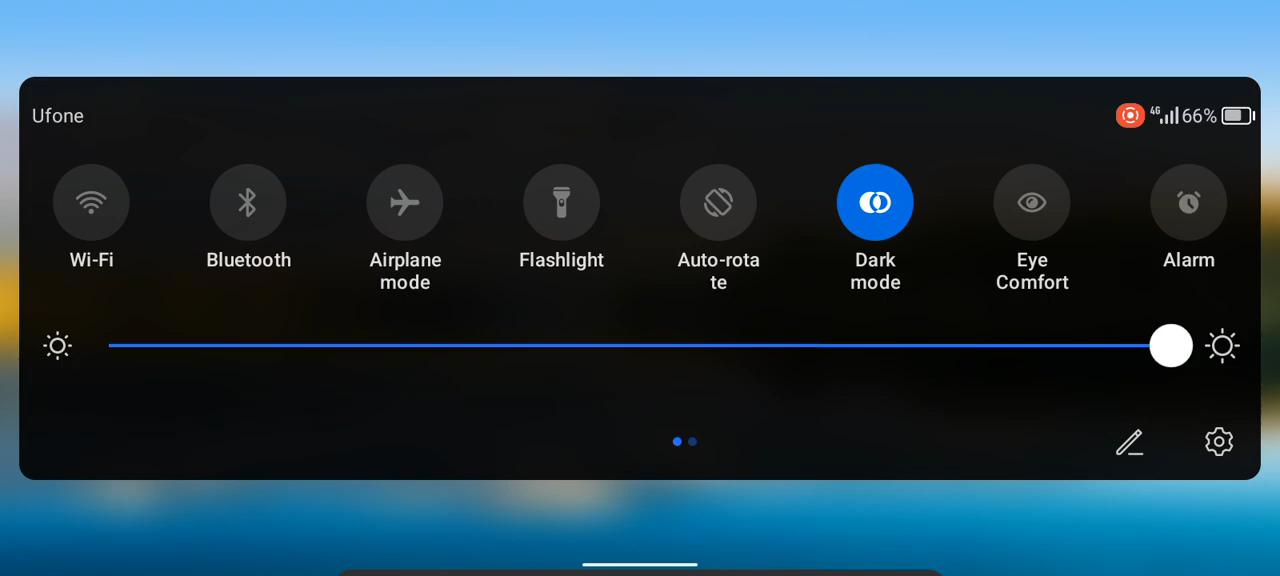 Ufone
4G 66%
Wi-Fi
Bluetooth
Airplane
mode
Flashlight
Auto-rota
te
Dark
mode
Eye
Comfort
Alarm